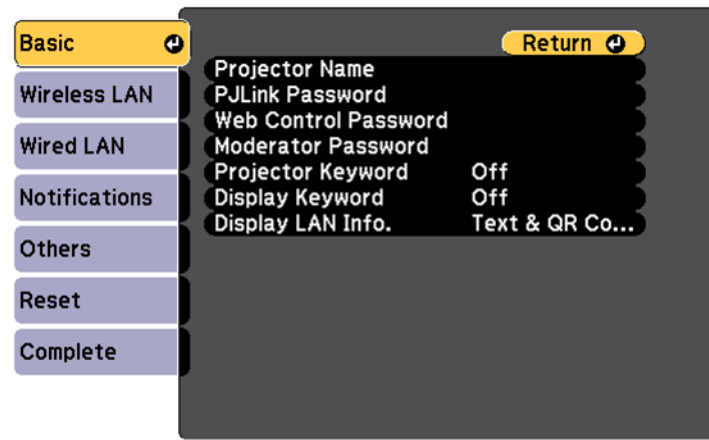 Basic
Wireless LAN
Wired LAN
Notifications
Others
Reset
Complete
Return
Projector Name
PJLink Password
Web Control Password
Moderator Password
Projector Keyword Off
Display Keyword Off
Display LAN Info. Text & QR Co...